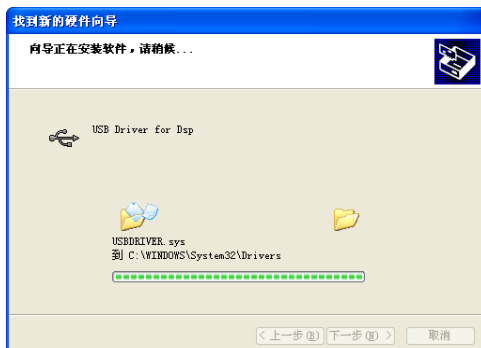 找到新的硬件向导
向导正在安装软件，请稍候...
USB Driver for Dsp
USBDRIVER.sys
到 C:\WINDOWS\System32\Drivers
< 上一步(B) 下一步(N) > 取消